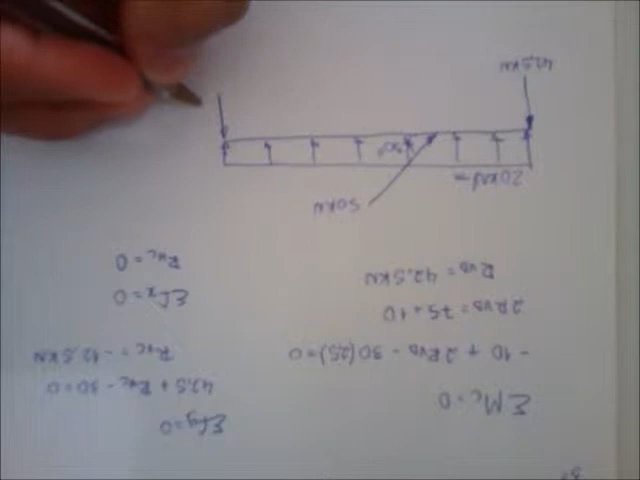 ΣMc=0
-10 + 2RVB - 30(2,5)=0
2RVB = 75+10
RVB = 42,5KN
ΣFy=0
42,5+RVC-30=0
RVC=-12,5KN
ΣFx=0
RHC=0
20KN/m
50KN
30°
42,5KN